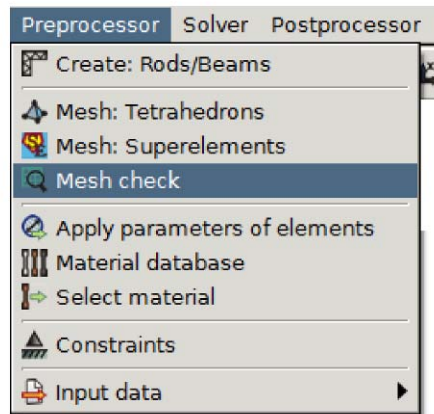 Preprocessor Solver Postprocessor
Create: Rods/Beams
Mesh: Tetrahedrons
Mesh: Superelements
Mesh check
Apply parameters of elements
Material database
Select material
Constraints
Input data